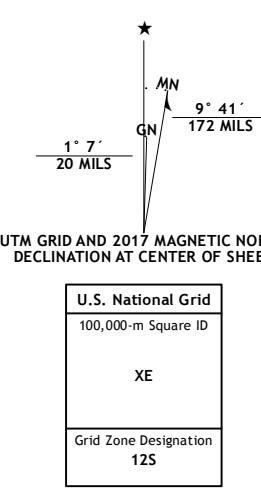 ★
MN
GN
9° 41´
172 MILS
1° 7´
20 MILS
UTM GRID AND 2017 MAGNETIC NO
DECLINATION AT CENTER OF SHEE
U.S. National Grid
100,000-m Square ID
XE
Grid Zone Designation
12S